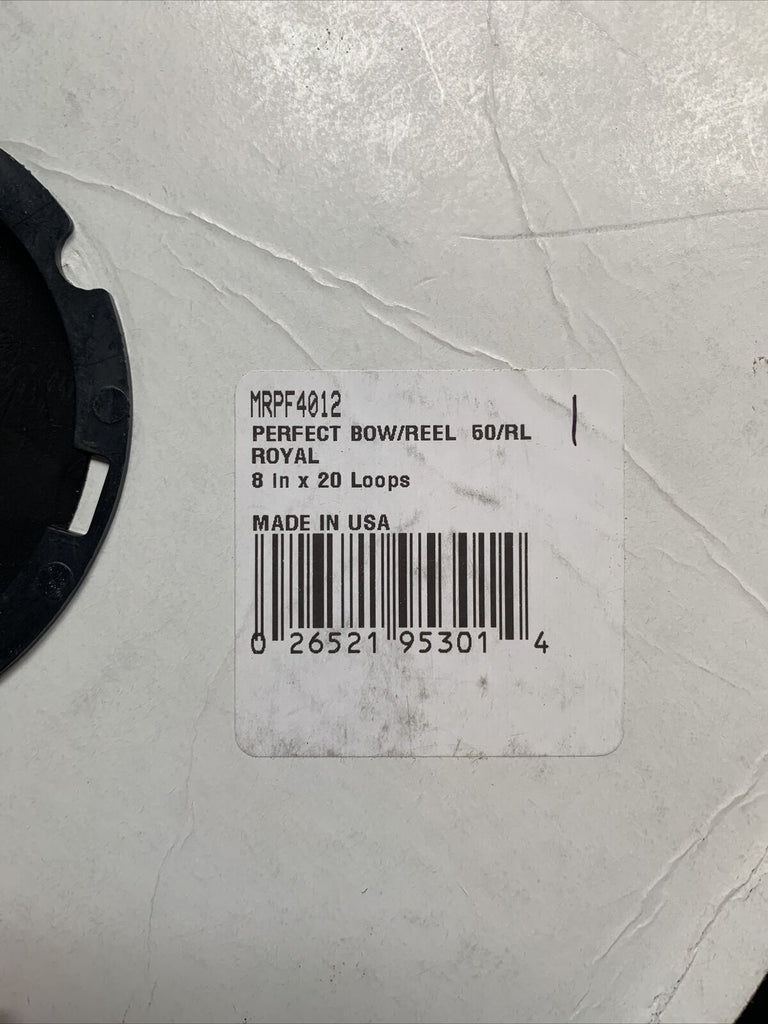 MRPF4012
PERFECT BOW/REEL 50/RL
ROYAL
8 in x 20 Loops
MADE IN USA
0 26521 95301 4